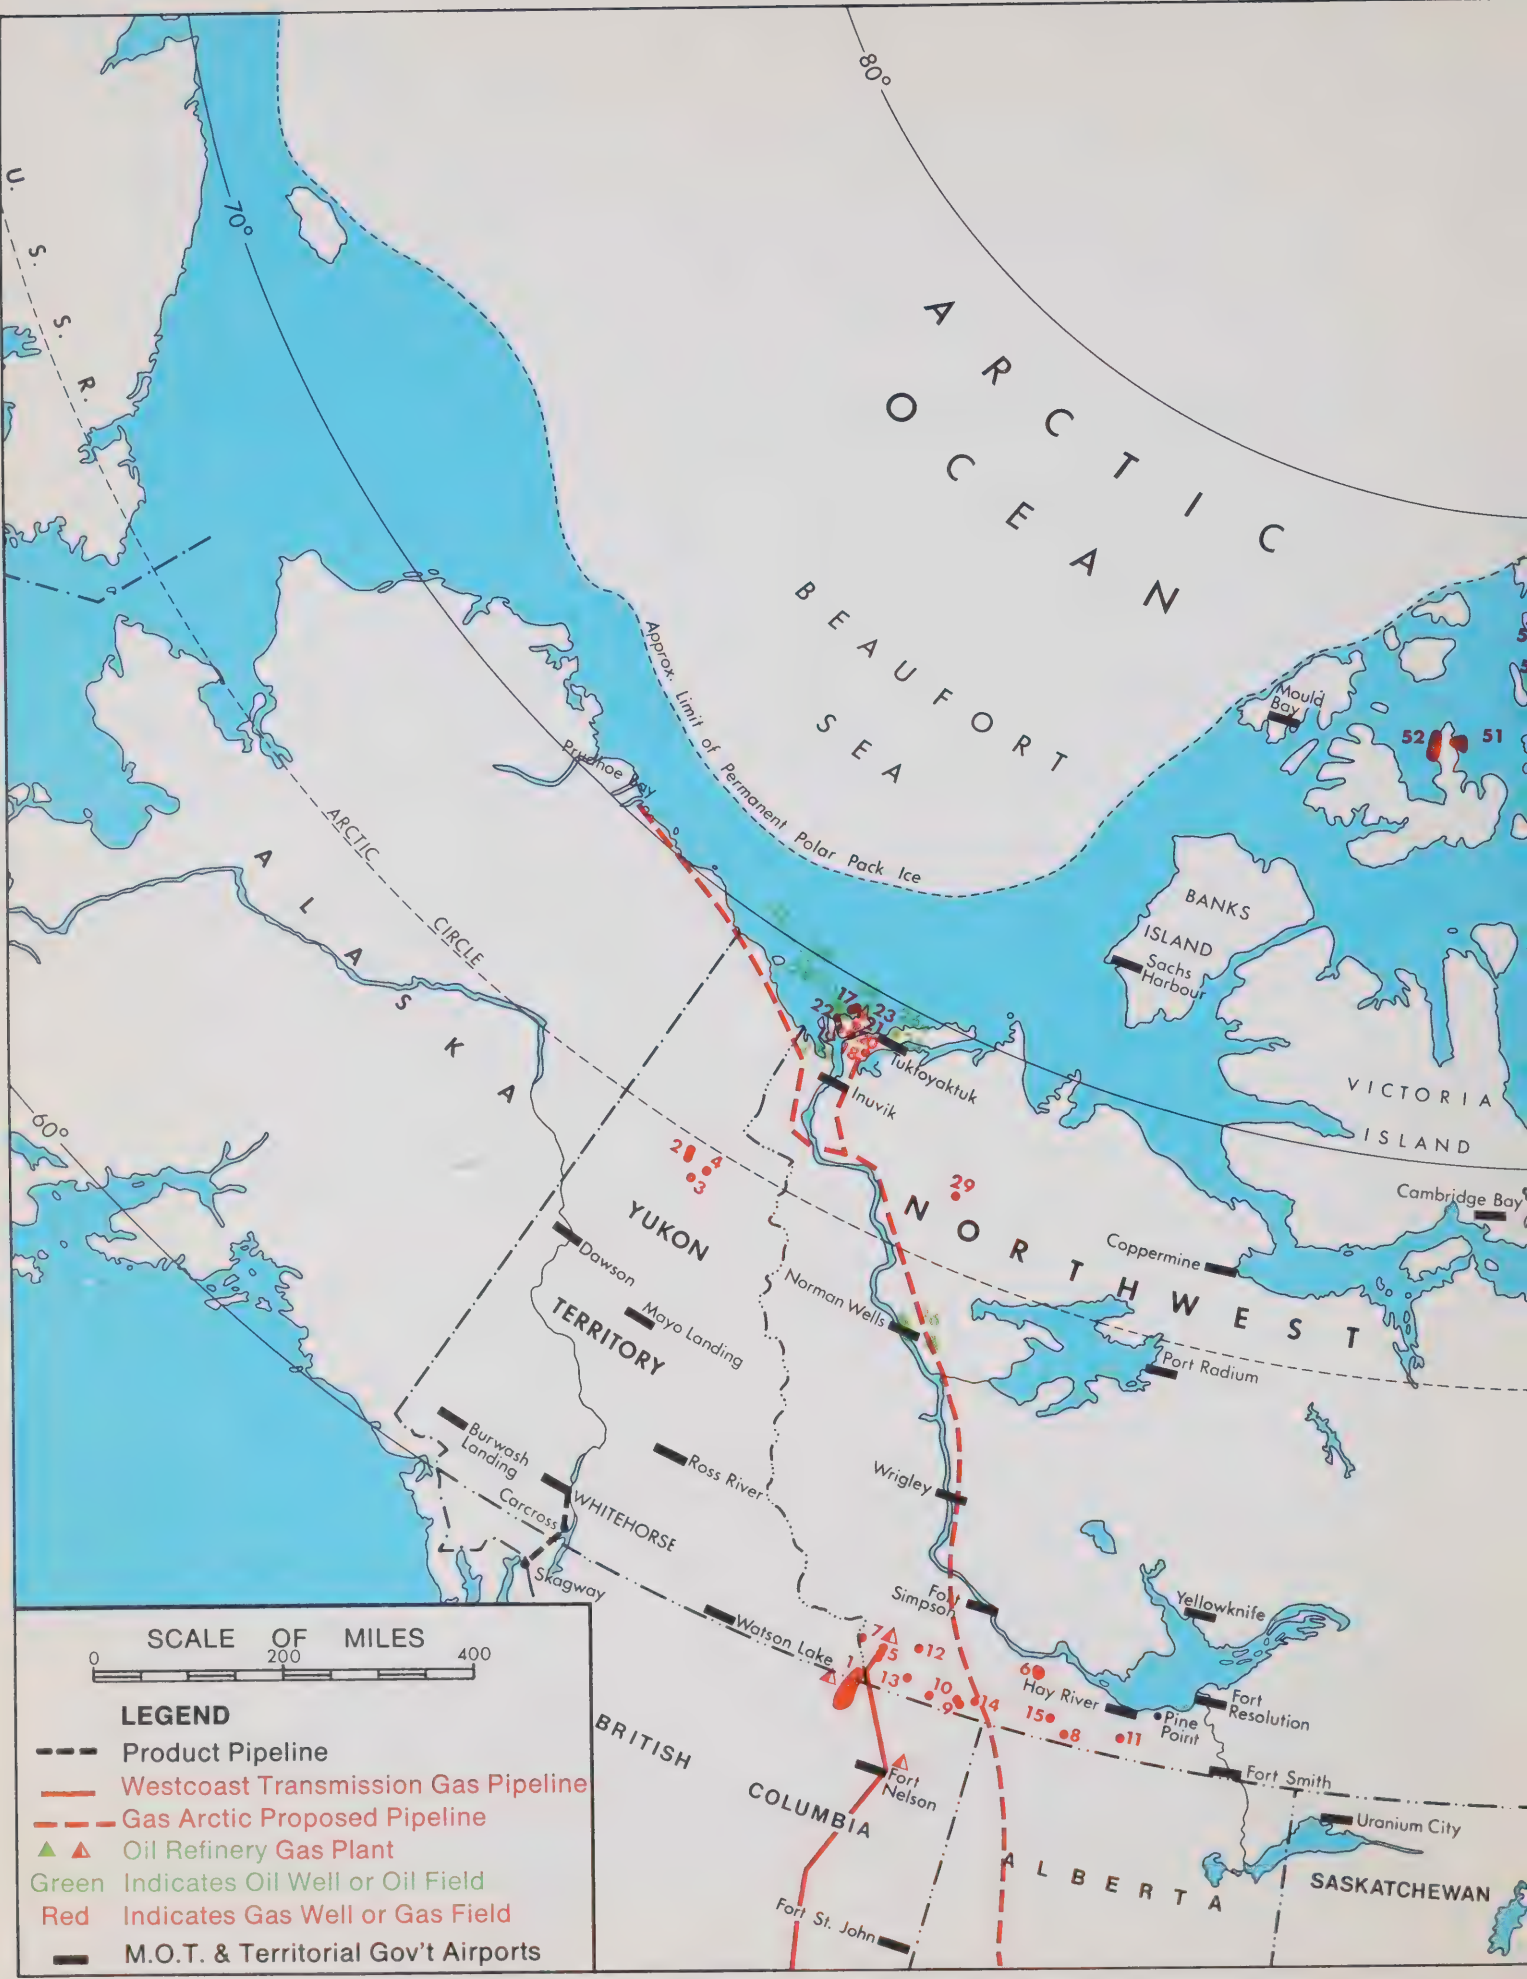 80°
70°
U. S. S. R.
ARCTIC
OCEAN
BEAUFORT
SEA
Approx. Limit of Permanent Polar Pack Ice
Mould
Bay
52
51
Prudhoe Bay
ARCTIC CIRCLE
ALASKA
60°
BANKS
ISLAND
Sachs
Harbour
VICTORIA
ISLAND
Cambridge Bay
17
22
23
21
18
Tuktoyaktuk
Inuvik
2
4
3
29
YUKON
TERRITORY
NORTHWEST
Coppermine
Dawson
Mayo Landing
Norman Wells
Port Radium
Burwash
Landing
Ross River
WHITEHORSE
Carcross
Skagway
Wrigley
Fort
Simpson
Yellowknife
Watson Lake
7
5
12
1
13
10
9
14
6
Hay River
15
8
11
Pine
Point
Fort
Resolution
Fort Smith
Uranium City
BRITISH
COLUMBIA
Fort
Nelson
ALBERTA
SASKATCHEWAN
Fort St. John
SCALE OF MILES
0 200 400
LEGEND
Product Pipeline
Westcoast Transmission Gas Pipeline
Gas Arctic Proposed Pipeline
Oil Refinery Gas Plant
Green Indicates Oil Well or Oil Field
Red Indicates Gas Well or Gas Field
M.O.T. & Territorial Gov't Airports